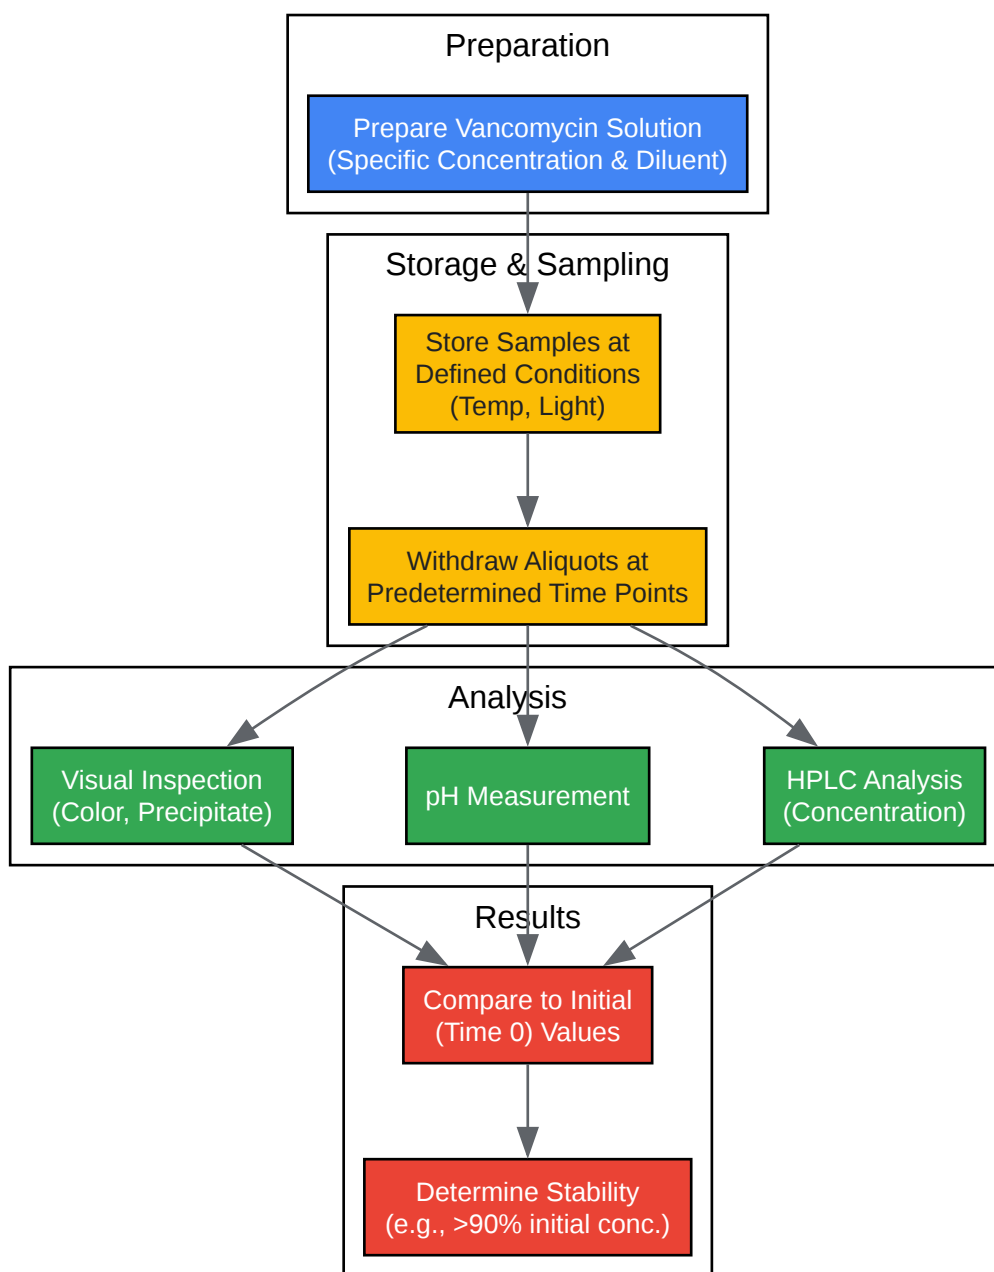 Preparation
Prepare Vancomycin Solution
(Specific Concentration & Diluent)
Storage & Sampling
Store Samples at
Defined Conditions
(Temp, Light)
Withdraw Aliquots at
Predetermined Time Points
Analysis
Visual Inspection
(Color, Precipitate)
pH Measurement
HPLC Analysis
(Concentration)
Results
Compare to Initial
(Time 0) Values
Determine Stability
(e.g., >90% initial conc.)